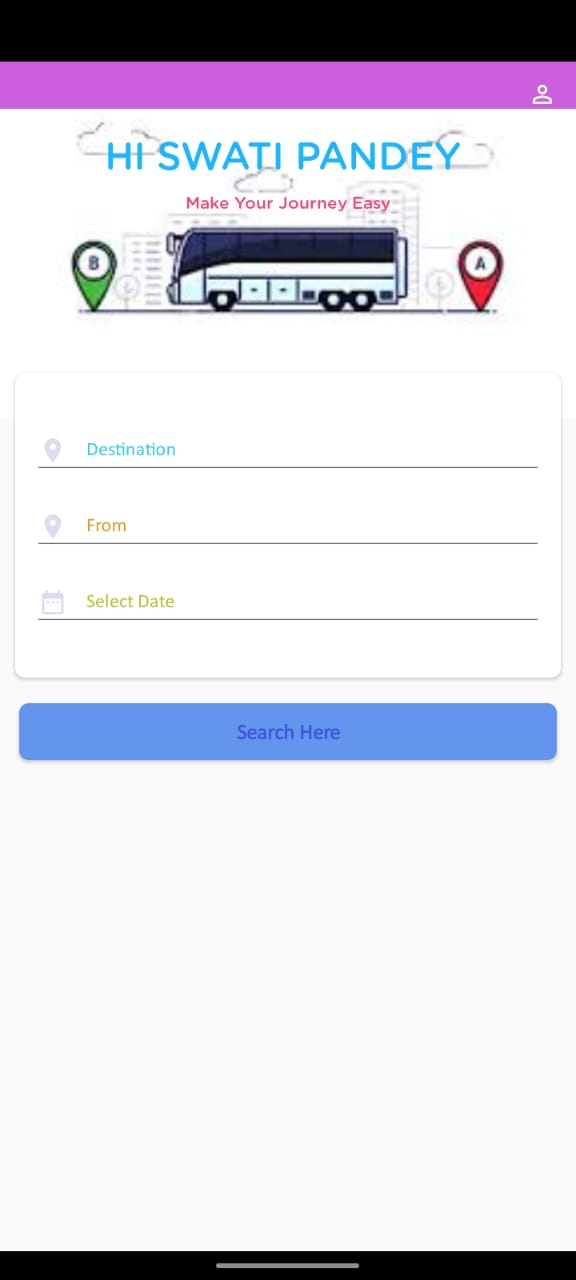 HI SWATI PANDEY
Make Your Journey Easy
B
A
Destination
From
Select Date
Search Here